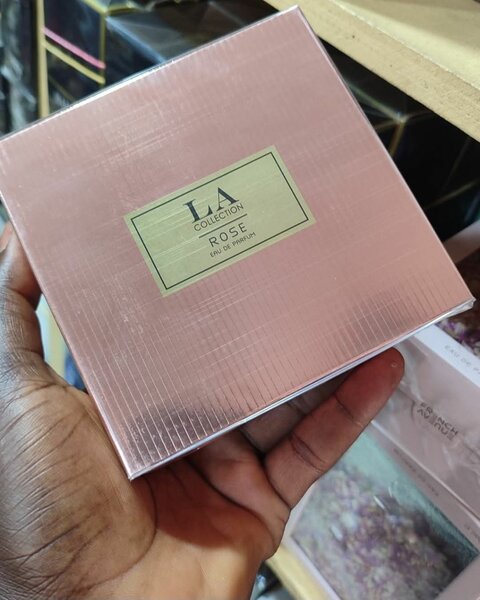 LA
COLLECTION
ROSE
EAU DE PARFUM
EAU DE P
FRENCH
AVENUE